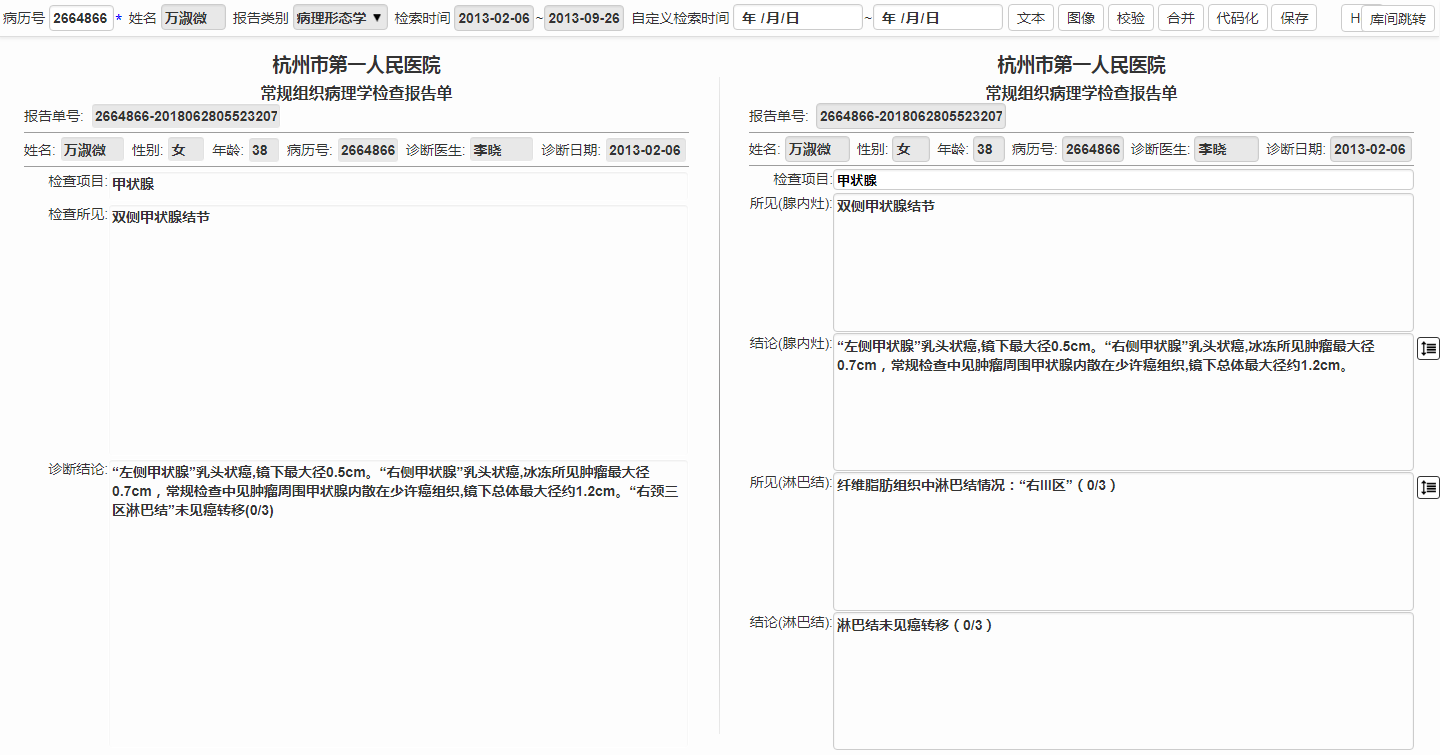 病历号 2664866 * 姓名 万淑微 报告类别 病理形态学 ▼ 检索时间 2013-02-06 ~ 2013-09-26 自定义检索时间 年 /月/日 ~ 年 /月/日 文本 图像 校验 合并 代码化 保存 H 库间跳转
杭州市第一人民医院
常规组织病理学检查报告单
报告单号: 2664866-2018062805523207
姓名: 万淑微 性别: 女 年龄: 38 病历号: 2664866 诊断医生: 李晓 诊断日期: 2013-02-06
检查项目: 甲状腺
检查所见: 双侧甲状腺结节
诊断结论: “左侧甲状腺”乳头状癌,镜下最大径0.5cm。“右侧甲状腺”乳头状癌,冰冻所见肿瘤最大径
0.7cm，常规检查中见肿瘤周围甲状腺内散在少许癌组织,镜下总体最大径约1.2cm。“右颈三
区淋巴结”未见癌转移(0/3)
杭州市第一人民医院
常规组织病理学检查报告单
报告单号: 2664866-2018062805523207
姓名: 万淑微 性别: 女 年龄: 38 病历号: 2664866 诊断医生: 李晓 诊断日期: 2013-02-06
检查项目: 甲状腺
所见(腺内灶): 双侧甲状腺结节
结论(腺内灶): “左侧甲状腺”乳头状癌,镜下最大径0.5cm。“右侧甲状腺”乳头状癌,冰冻所见肿瘤最大径
0.7cm，常规检查中见肿瘤周围甲状腺内散在少许癌组织,镜下总体最大径约1.2cm。
所见(淋巴结): 纤维脂肪组织中淋巴结情况：“右III区”（0/3）
结论(淋巴结): 淋巴结未见癌转移（0/3）